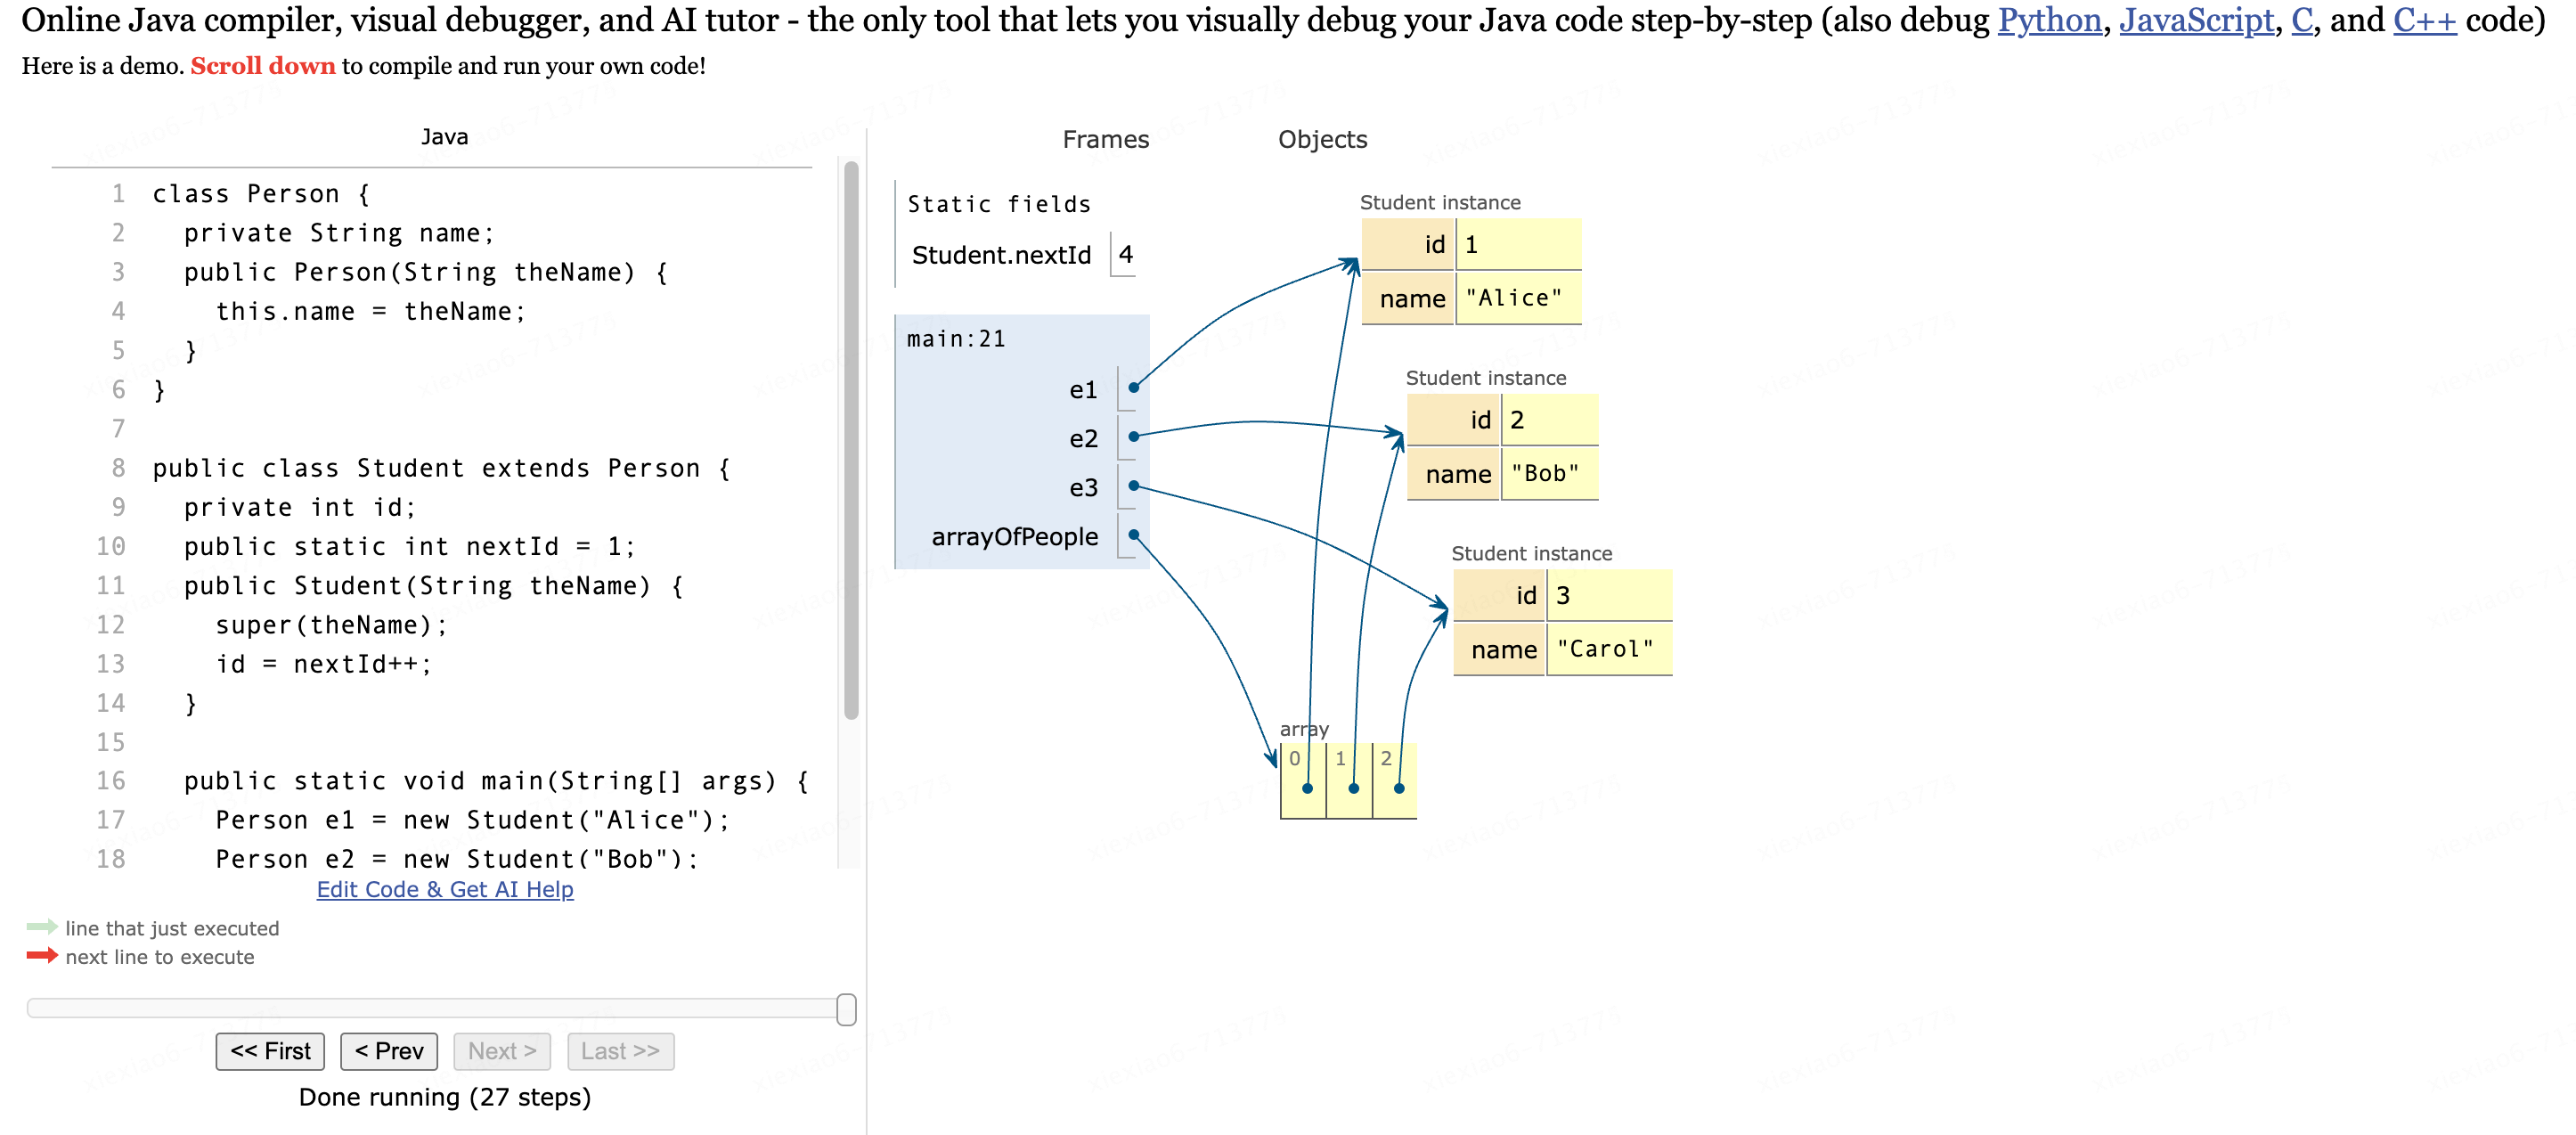 Online Java compiler, visual debugger, and AI tutor - the only tool that lets you visually debug your Java code step-by-step (also debug Python, JavaScript, C, and C++ code)
Here is a demo. Scroll down to compile and run your own code!
Java
1 class Person {
2   private String name;
3   public Person(String theName) {
4     this.name = theName;
5   }
6 }
7
8 public class Student extends Person {
9   private int id;
10   public static int nextId = 1;
11   public Student(String theName) {
12     super(theName);
13     id = nextId++;
14   }
15
16   public static void main(String[] args) {
17     Person e1 = new Student("Alice");
18     Person e2 = new Student("Bob");
Edit Code & Get AI Help
line that just executed
next line to execute
<< First < Prev Next > Last >>
Done running (27 steps)
Frames Objects
Static fields
Student.nextId 4
main:21
e1
e2
e3
arrayOfPeople
Student instance
id 1
name "Alice"
Student instance
id 2
name "Bob"
Student instance
id 3
name "Carol"
array
0 1 2
xiexiao6-713775